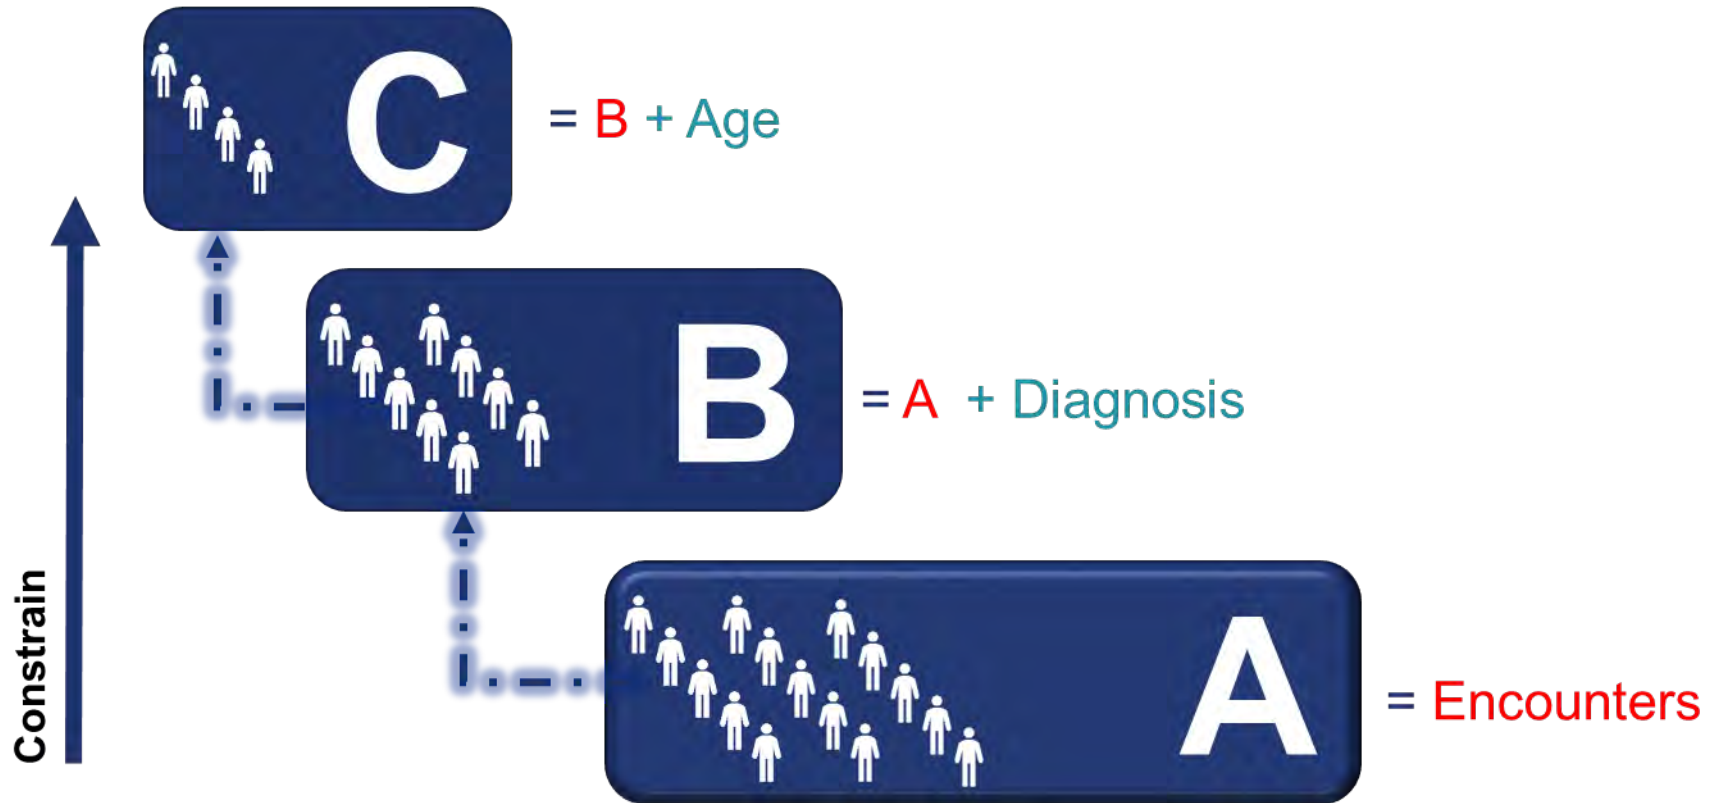 C = B + Age
B = A + Diagnosis
A = Encounters
Constrain